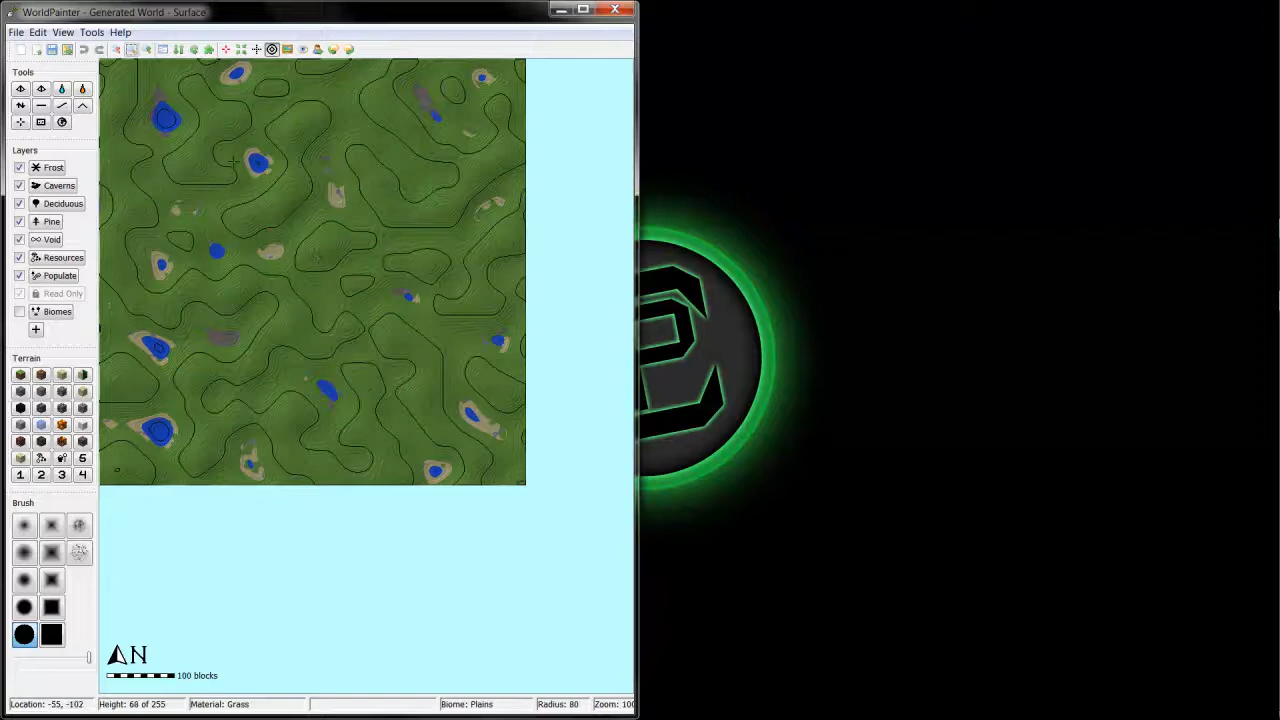 WorldPainter - Generated World - Surface
File Edit View Tools Help
Tools
Layers
Frost
Caverns
Deciduous
Pine
Void
Resources
Populate
Read Only
Biomes
Terrain
5
1 2 3 4
Brush
N
100 blocks
Location: -55, -102 Height: 68 of 255 Material: Grass Biome: Plains Radius: 80 Zoom: 100